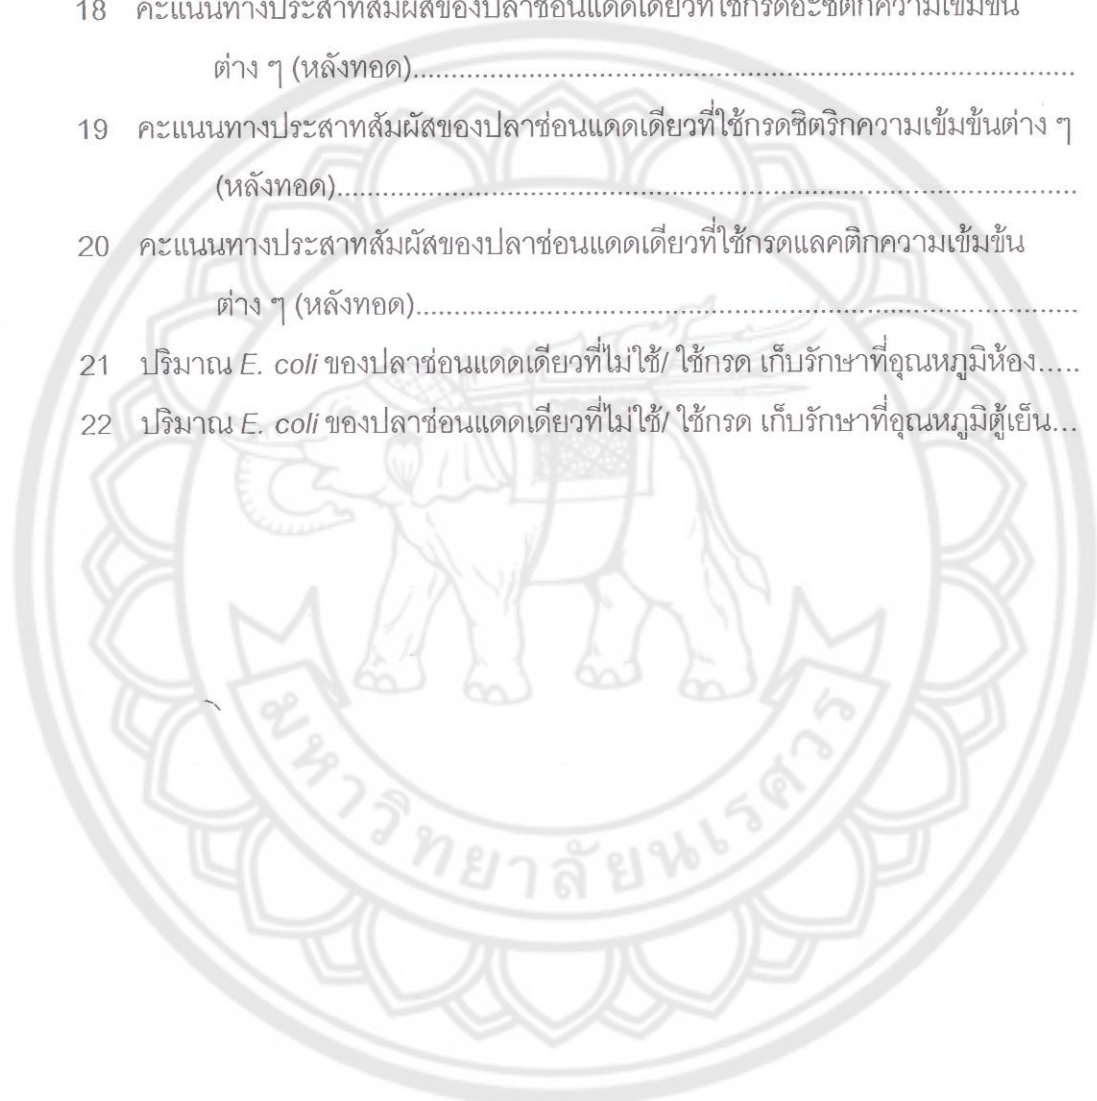 18 คะแนนทางประสาทสัมผัสของปลาช่อนแดดเดียวที่ใช้กรดอะซิติกความเข้มข้น
ต่าง ๆ (หลังทอด)....................................................................................
19 คะแนนทางประสาทสัมผัสของปลาช่อนแดดเดียวที่ใช้กรดซิตริกความเข้มข้นต่าง ๆ
(หลังทอด)..............................................................................................
20 คะแนนทางประสาทสัมผัสของปลาช่อนแดดเดียวที่ใช้กรดแลคติกความเข้มข้น
ต่าง ๆ (หลังทอด)....................................................................................
21 ปริมาณ E. coli ของปลาช่อนแดดเดียวที่ไม่ใช้/ ใช้กรด เก็บรักษาที่อุณหภูมิห้อง.....
22 ปริมาณ E. coli ของปลาช่อนแดดเดียวที่ไม่ใช้/ ใช้กรด เก็บรักษาที่อุณหภูมิตู้เย็น...
มหาวิทยาลัยนเรศวร